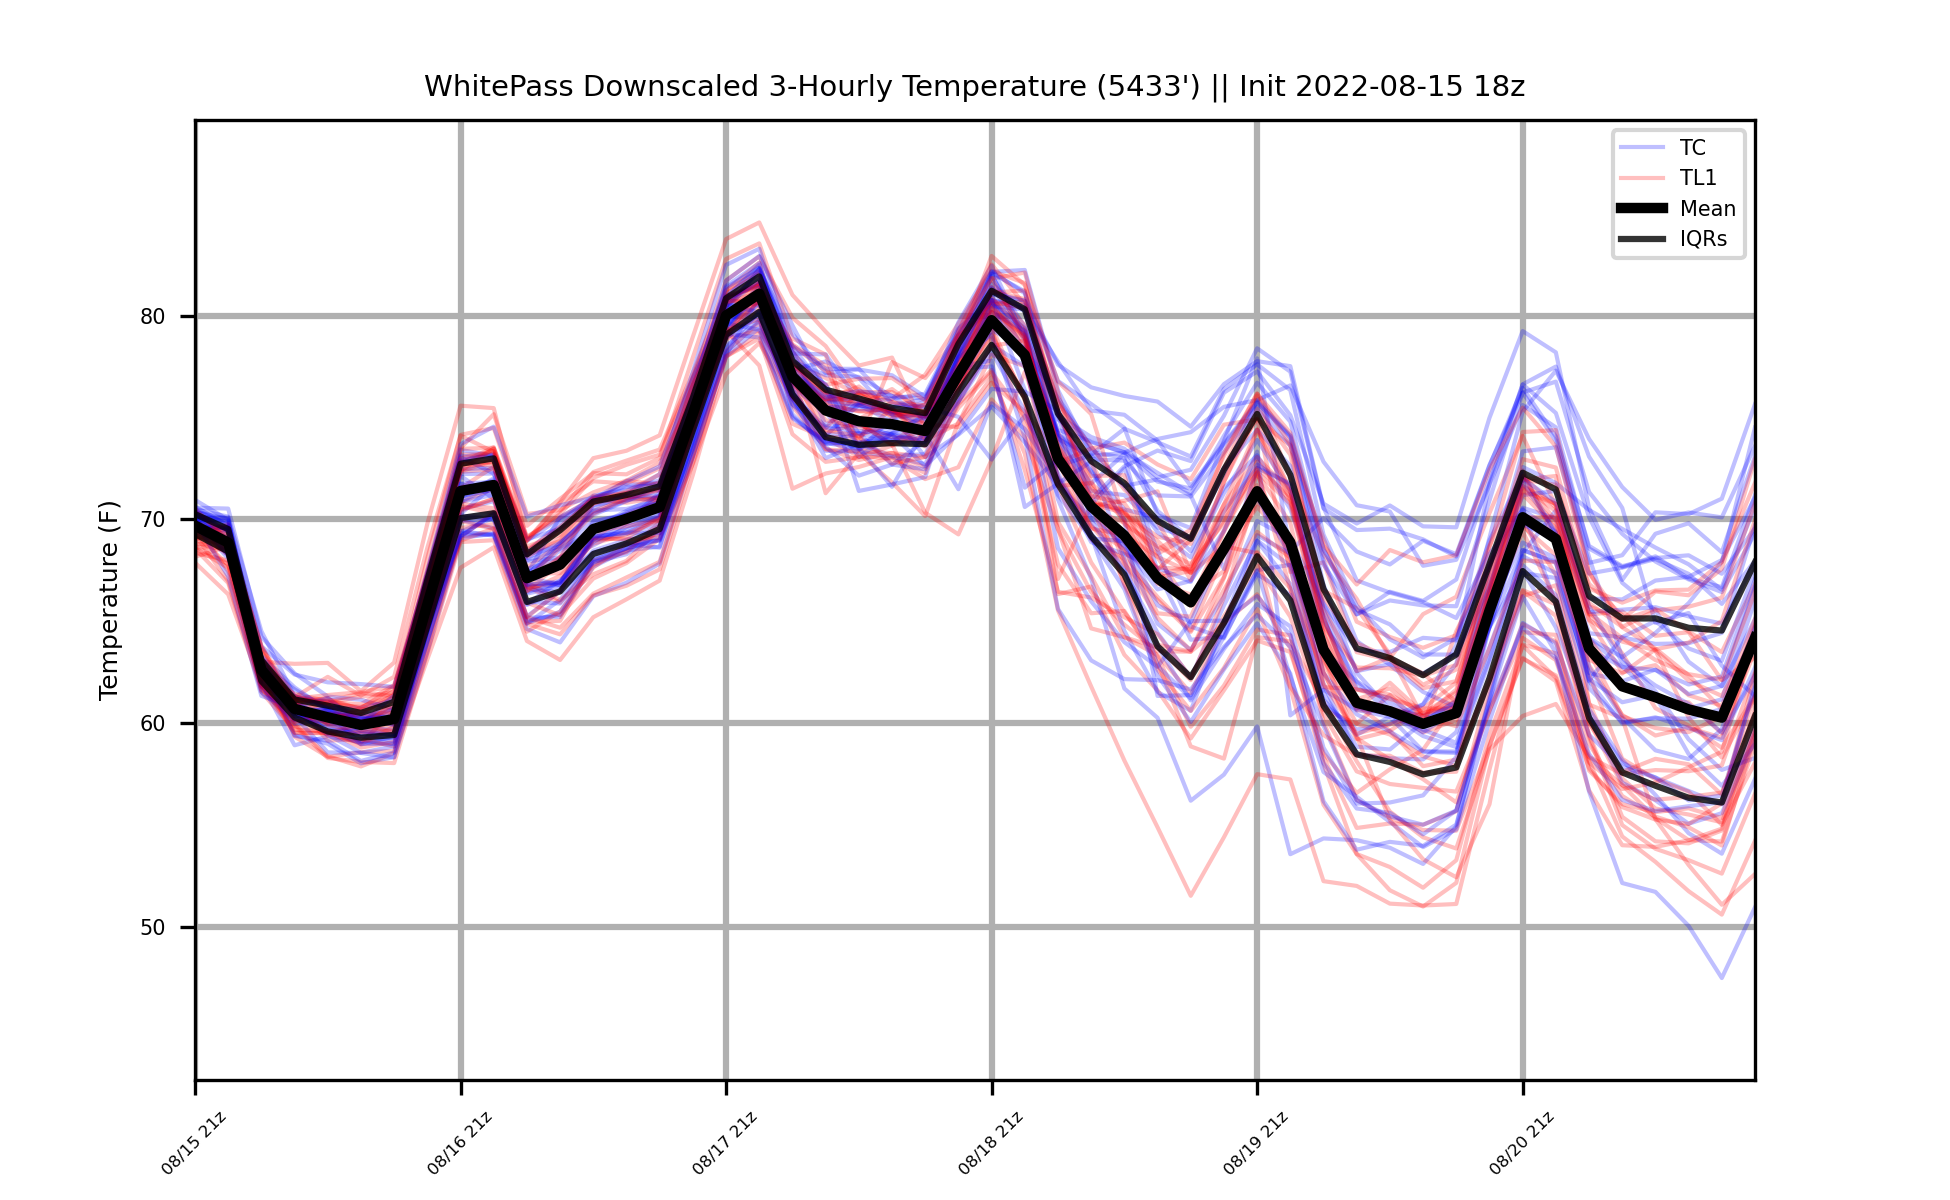 WhitePass Downscaled 3-Hourly Temperature (5433') || Init 2022-08-15 18z
TC
TL1
Mean
IQRs
Temperature (F)
80
70
60
50
08/15 21z
08/16 21z
08/17 21z
08/18 21z
08/19 21z
08/20 21z